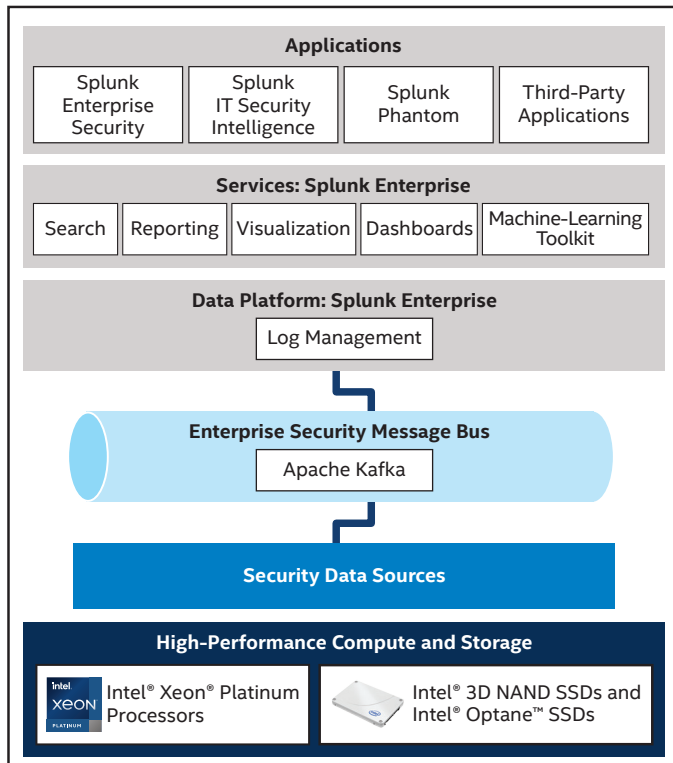 Applications
Splunk
Enterprise
Security
Splunk
IT Security
Intelligence
Splunk
Phantom
Third-Party
Applications
Services: Splunk Enterprise
Search
Reporting
Visualization
Dashboards
Machine-Learning
Toolkit
Data Platform: Splunk Enterprise
Log Management
Enterprise Security Message Bus
Apache Kafka
Security Data Sources
High-Performance Compute and Storage
intel.
XEON
PLATINUM
Intel® Xeon® Platinum
Processors
Intel® 3D NAND SSDs and
Intel® Optane™ SSDs